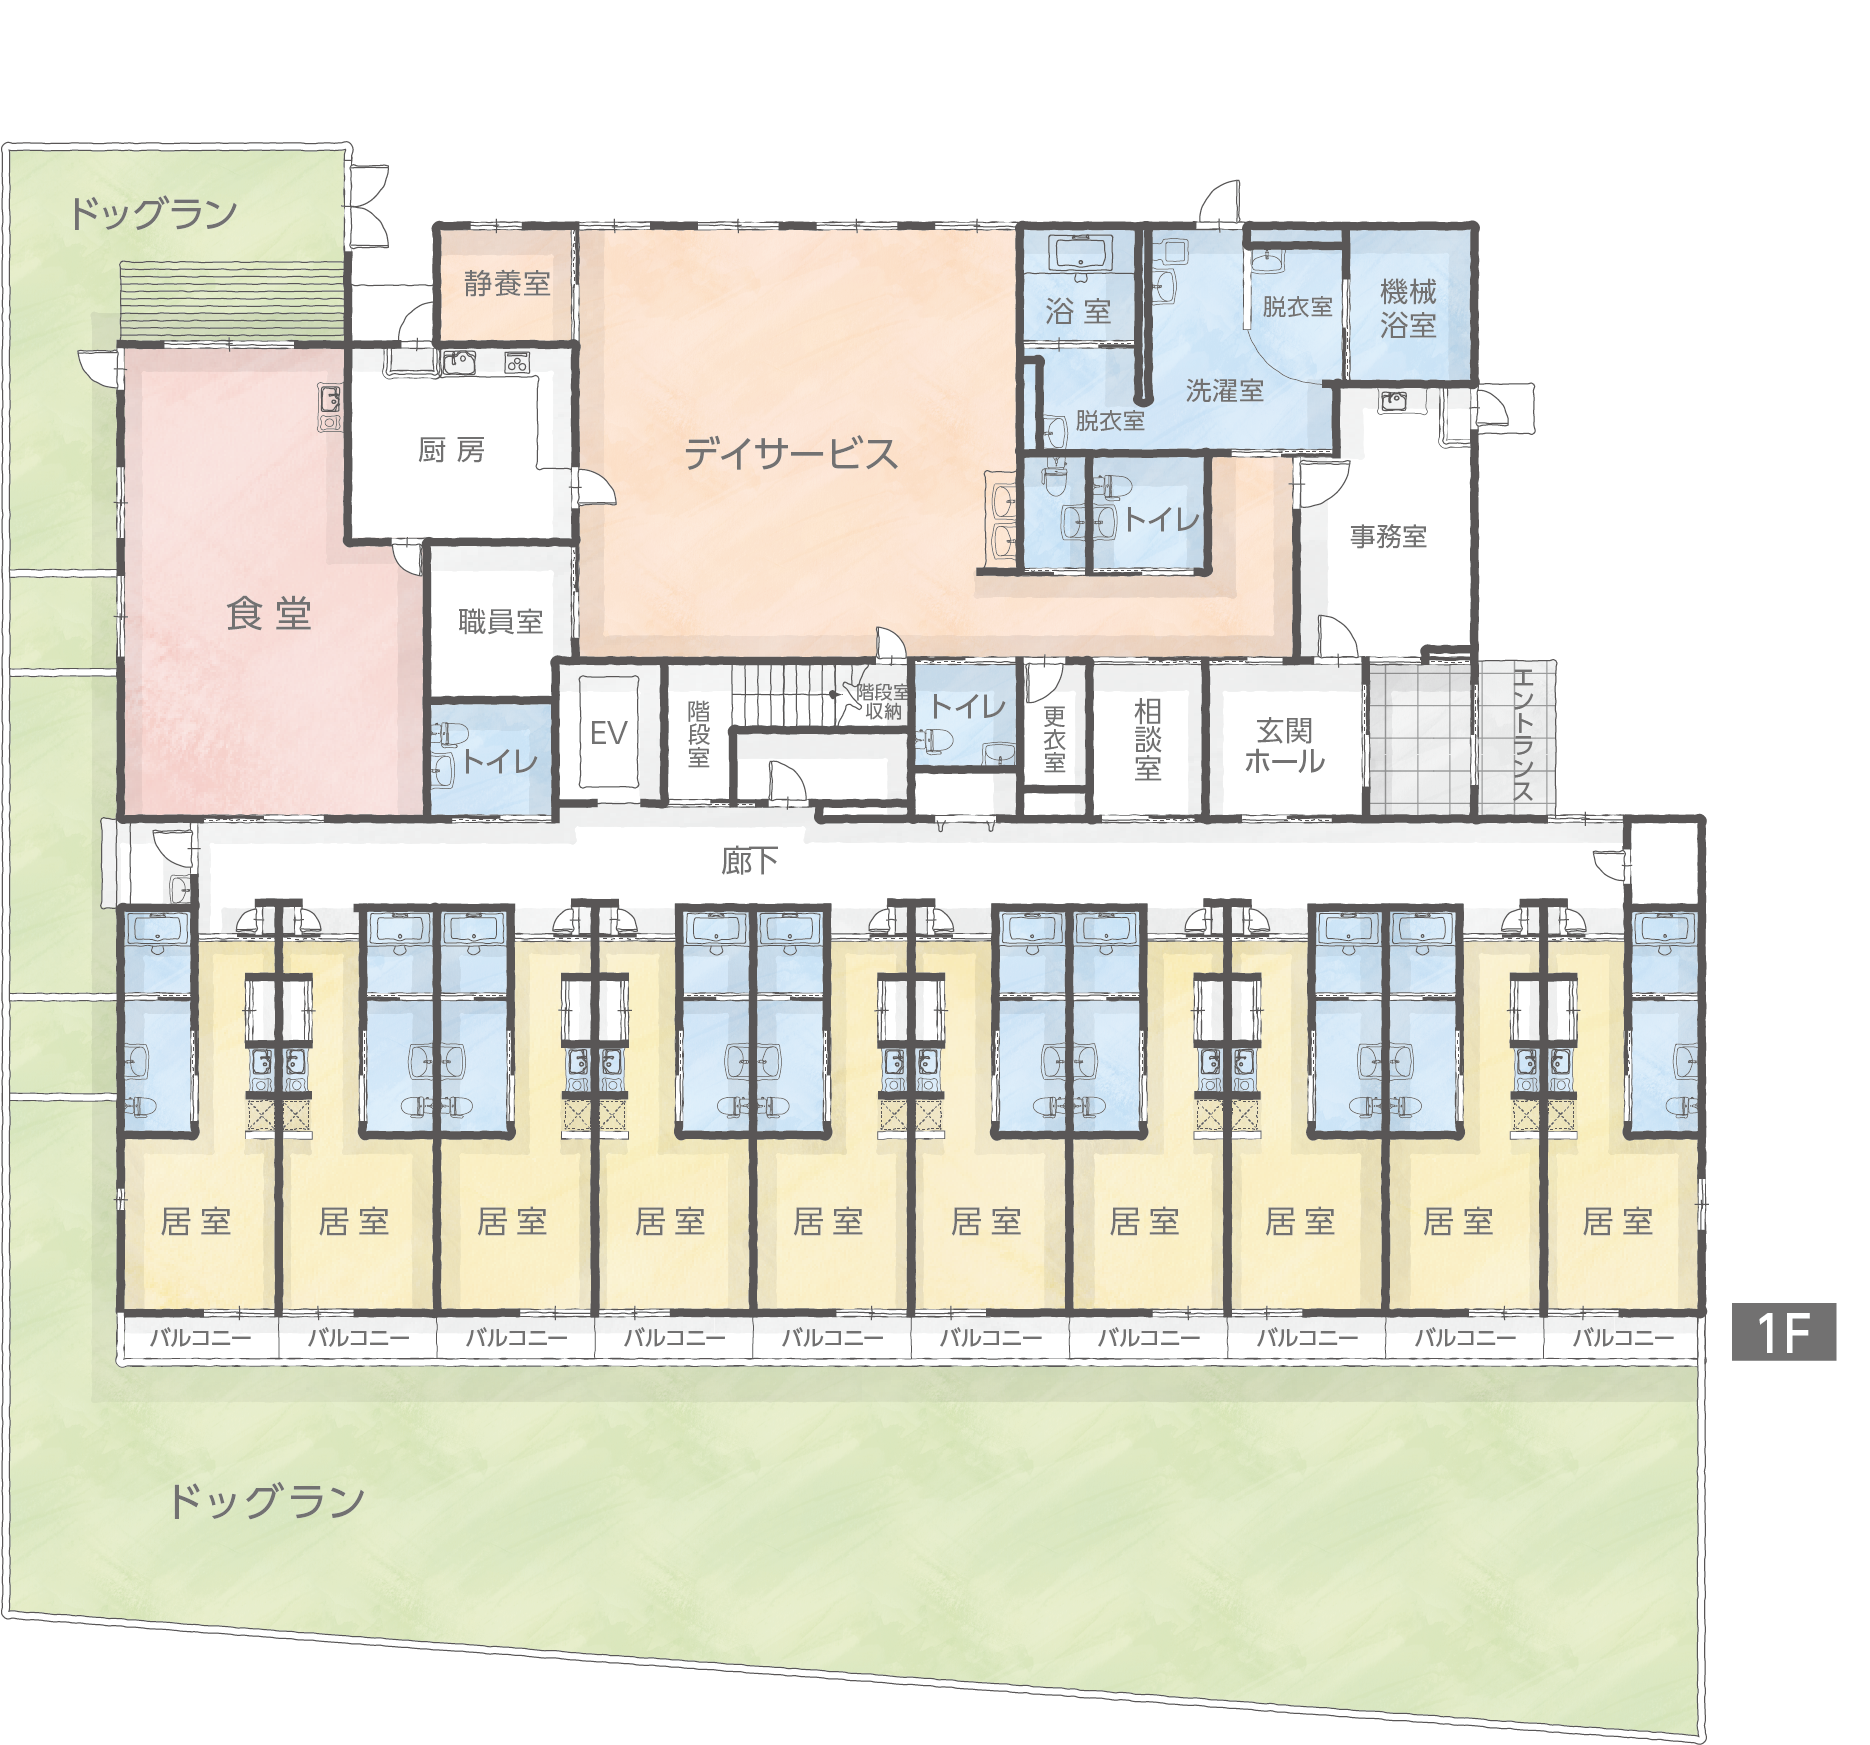 ドッグラン
静養室
浴室
脱衣室
機械
浴室
洗濯室
脱衣室
厨房
デイサービス
トイレ
事務室
食堂
職員室
EV
階段室
階段室
収納
トイレ
更衣室
相談室
玄関
ホール
エントランス
トイレ
廊下
居室
居室
居室
居室
居室
居室
居室
居室
居室
居室
バルコニー
バルコニー
バルコニー
バルコニー
バルコニー
バルコニー
バルコニー
バルコニー
バルコニー
バルコニー
1F
ドッグラン